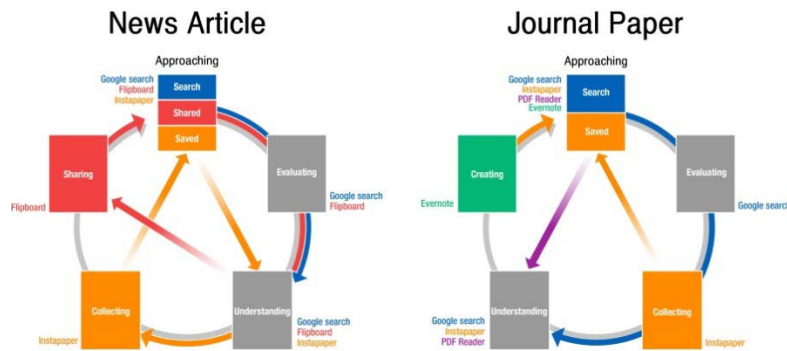 News Article
Approaching
Google search
Flipboard
Instapaper
Search
Shared
Saved
Sharing
Flipboard
Evaluating
Google search
Flipboard
Collecting
Instapaper
Understanding
Google search
Flipboard
Instapaper
Journal Paper
Approaching
Google search
Instapaper
PDF Reader
Evernote
Search
Saved
Creating
Evernote
Evaluating
Google search
Understanding
Google search
Instapaper
PDF Reader
Collecting
Instapaper